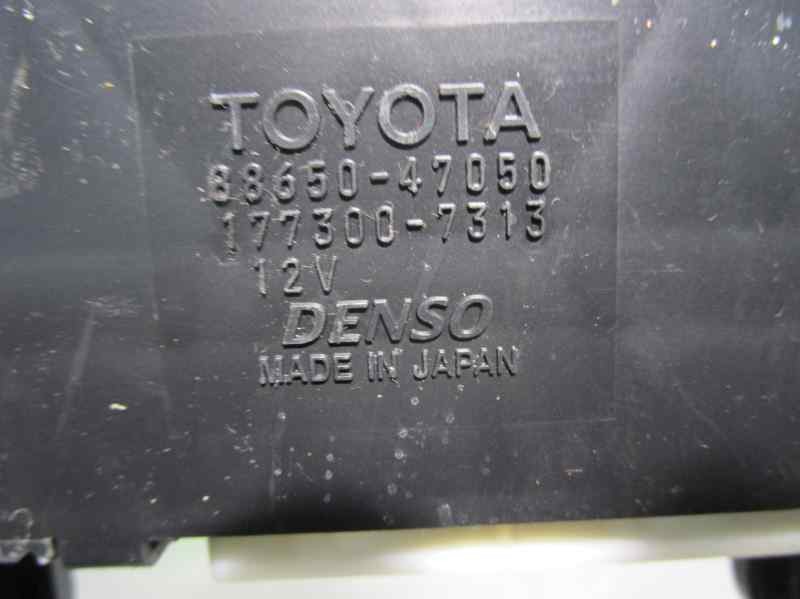 TOYOTA
88650-47050
177300-7313
12V
DENSO
MADE IN JAPAN